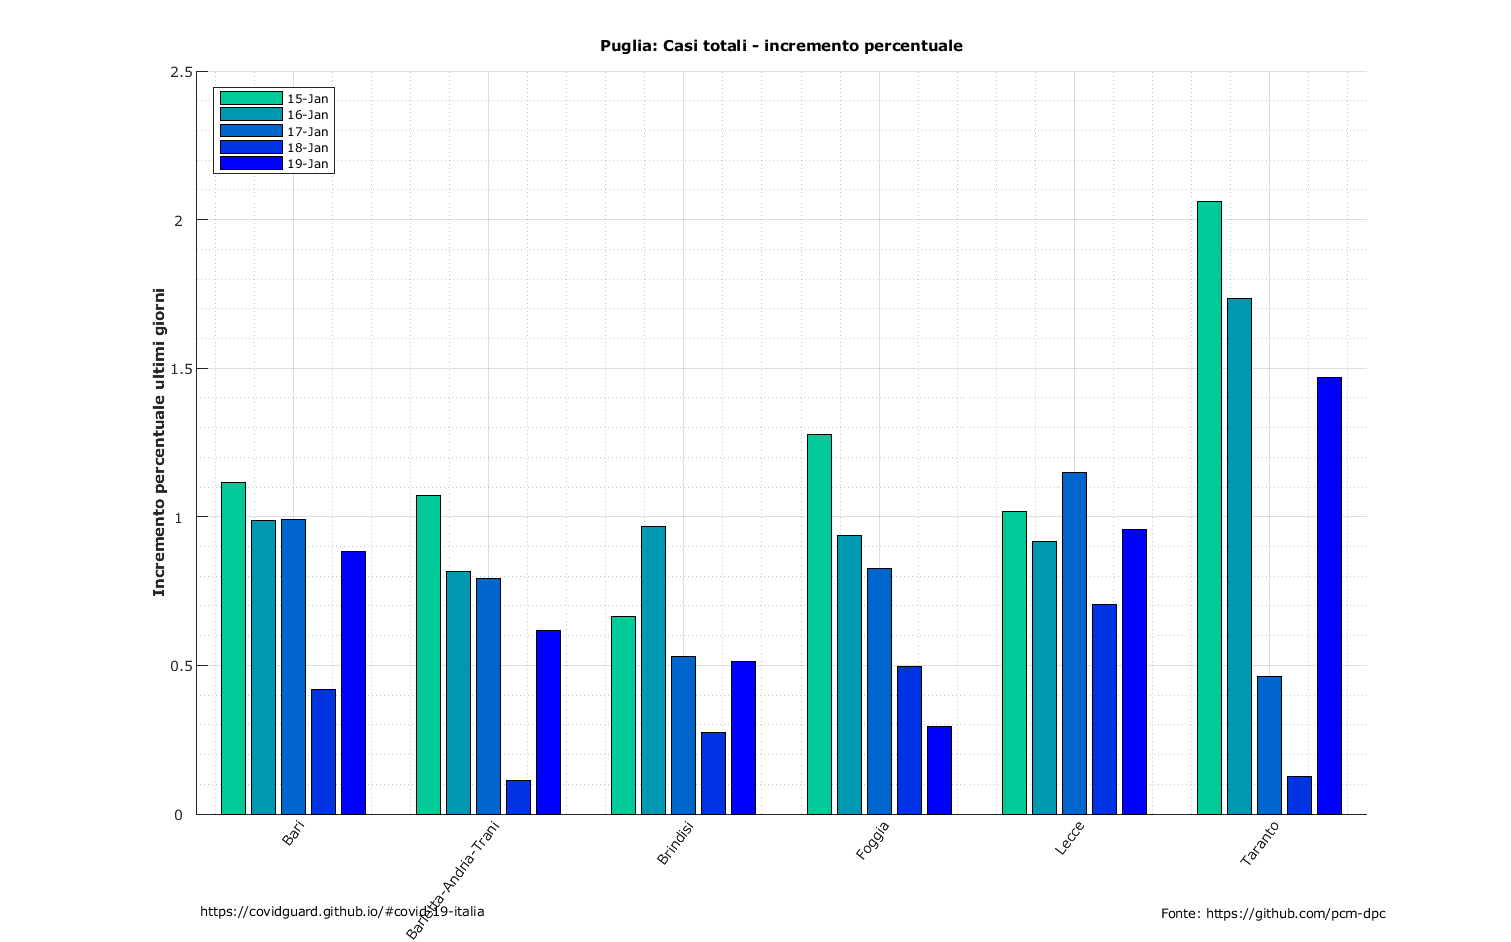 Puglia: Casi totali - incremento percentuale
2.5
15-Jan
16-Jan
17-Jan
18-Jan
19-Jan
2
1.5
1
0.5
0
Incremento percentuale ultimi giorni
Bari
Barletta-Andria-Trani
Brindisi
Foggia
Lecce
Taranto
https://covidguard.github.io/#covid-19-italia
Fonte: https://github.com/pcm-dpc